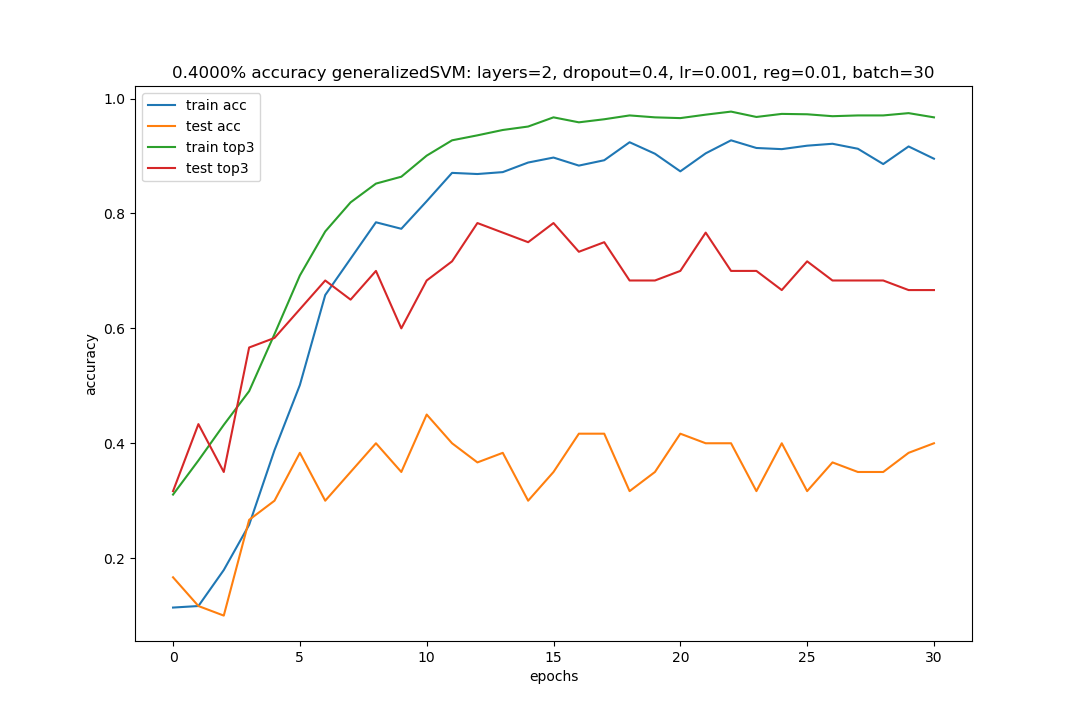 0.4000% accuracy generalizedSVM: layers=2, dropout=0.4, lr=0.001, reg=0.01, batch=30
train acc
test acc
train top3
test top3
1.0
0.8
0.6
0.4
0.2
accuracy
0 5 10 15 20 25 30
epochs